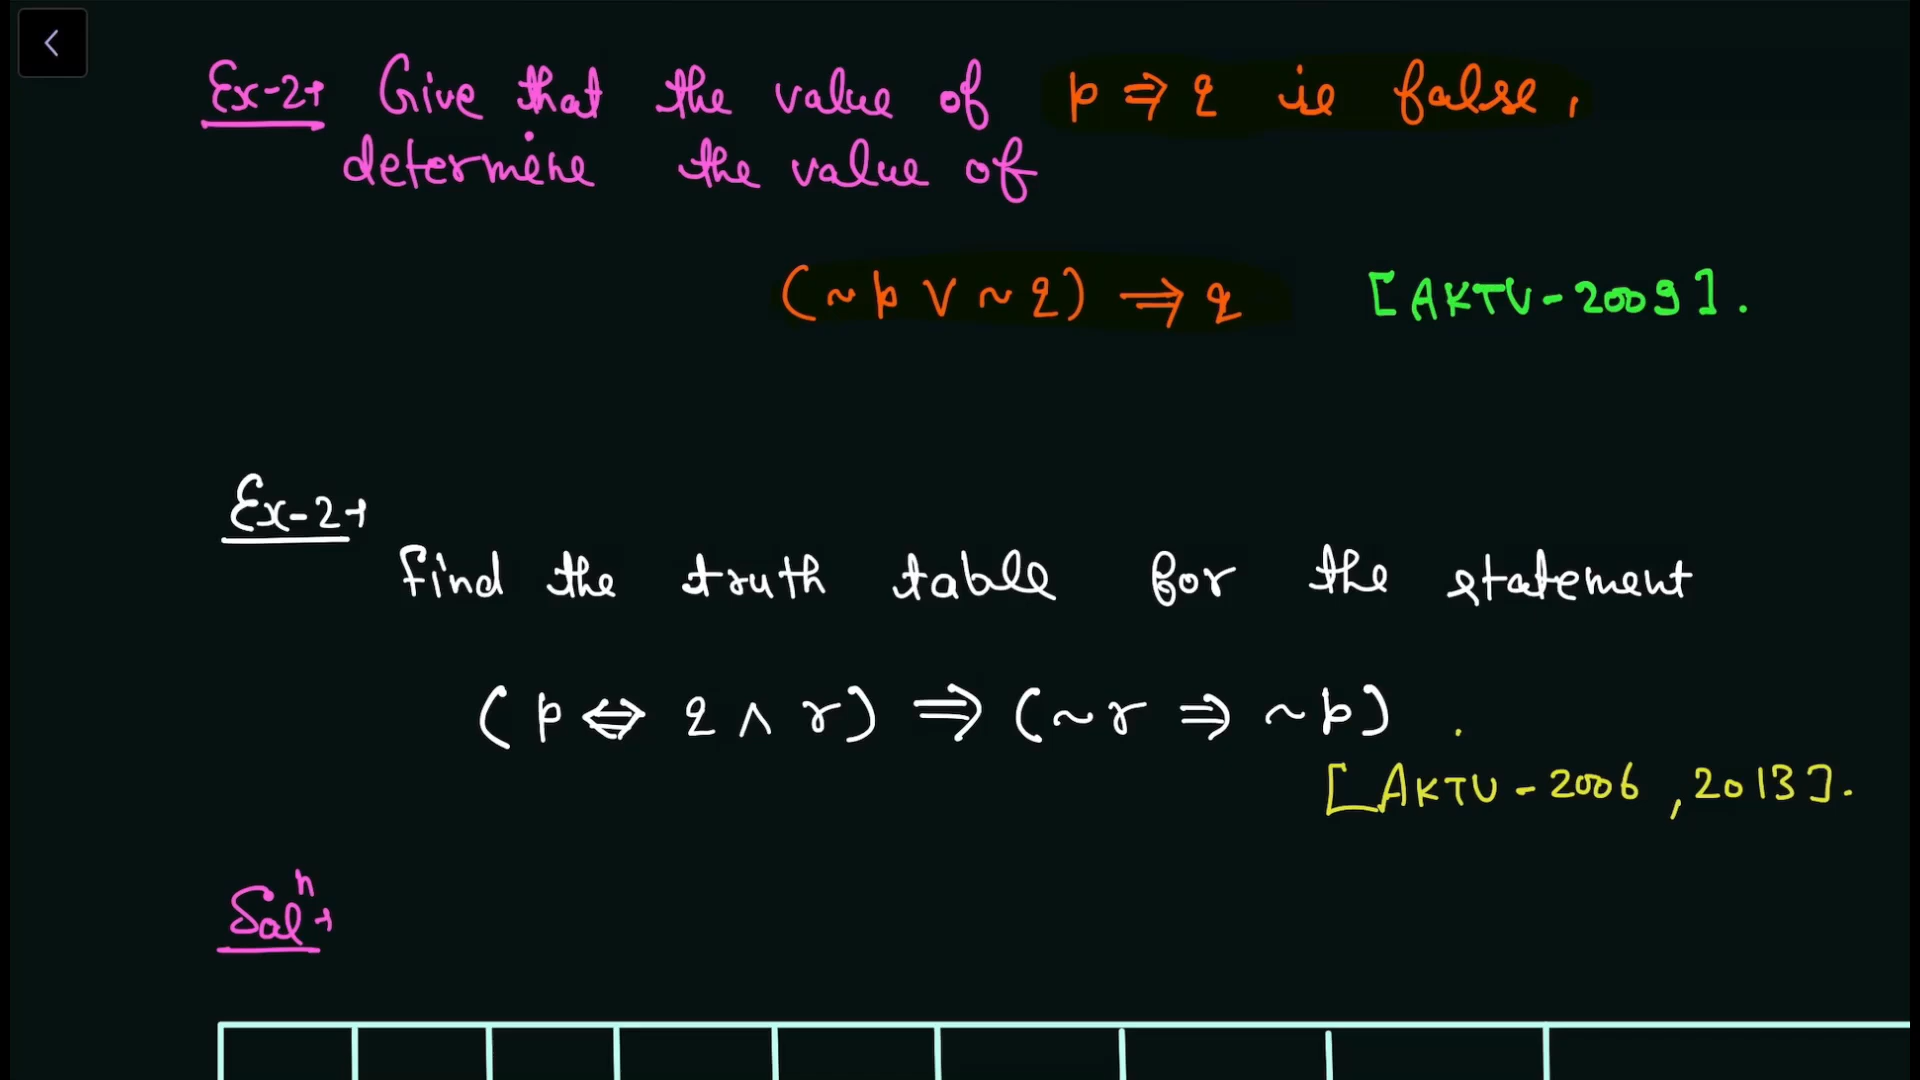 Ex-2→ Give that the value of p ⇒ q is false,
determine the value of
(~p ∨ ~q) ⇒ q [AKTU-2009].
Ex-2→
Find the truth table for the statement
(p ⇔ q ∧ r) ⇒ (~r ⇒ ~p).
[AKTU-2006, 2013].
Solⁿ→